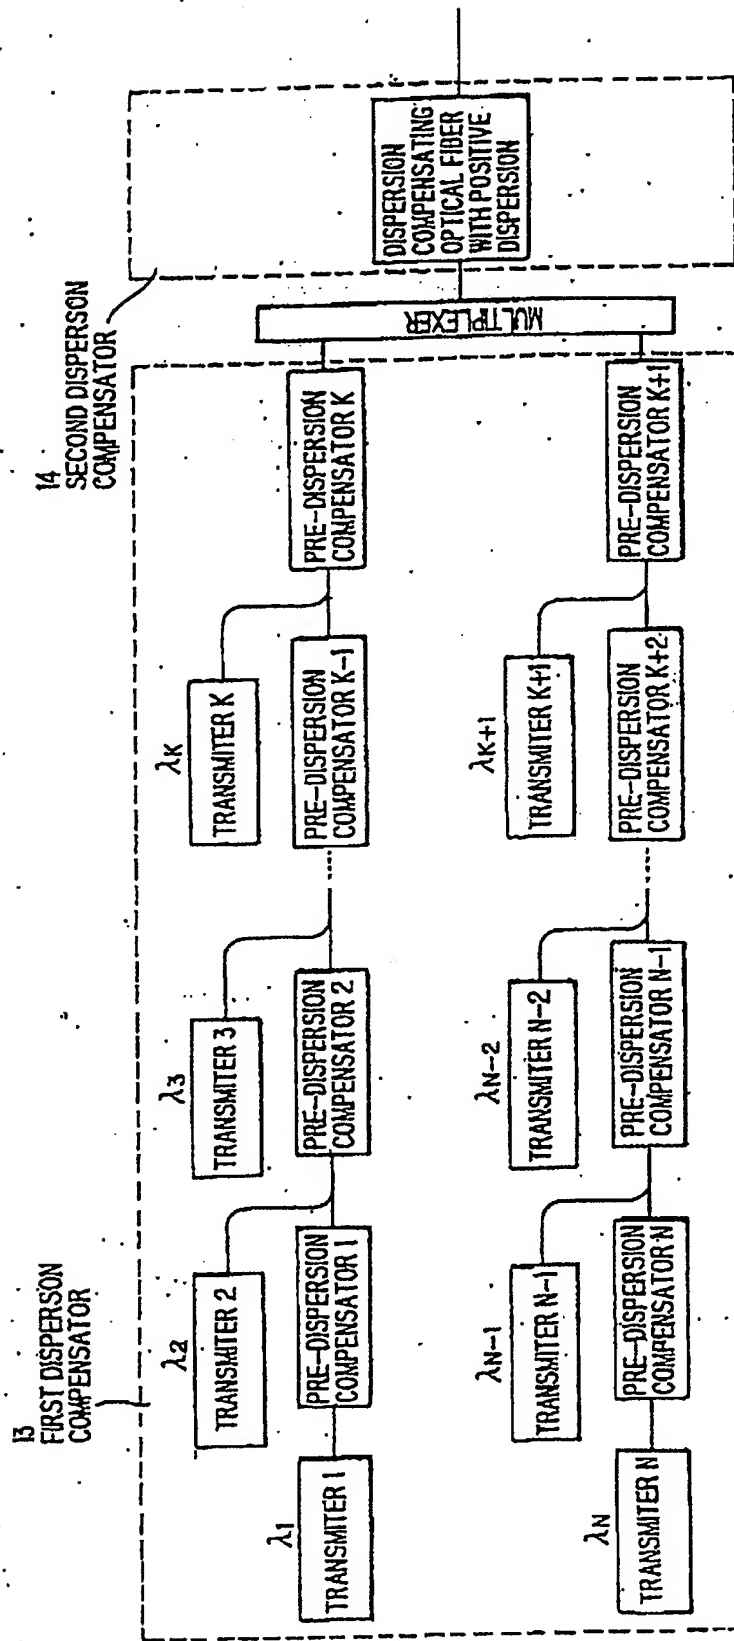 13
FIRST DISPERSON
COMPENSATOR
14
SECOND DISPERSON
COMPENSATOR
λ1
TRANSMITER 1
PRE-DISPERSION
COMPENSATOR 1
λ2
TRANSMITER 2
PRE-DISPERSION
COMPENSATOR 2
λ3
TRANSMITER 3
PRE-DISPERSION
COMPENSATOR K-1
λK
TRANSMITER K
PRE-DISPERSION
COMPENSATOR K
λN
TRANSMITER N
PRE-DISPERSION
COMPENSATOR N
λN-1
TRANSMITER N-1
PRE-DISPERSION
COMPENSATOR N-1
λN-2
TRANSMITER N-2
PRE-DISPERSION
COMPENSATOR K+2
λK+1
TRANSMITER K+1
PRE-DISPERSION
COMPENSATOR K+1
MULTIPLEXER
DISPERSION
COMPENSATING
OPTICAL FIBER
WITH POSITIVE
DISPERSION